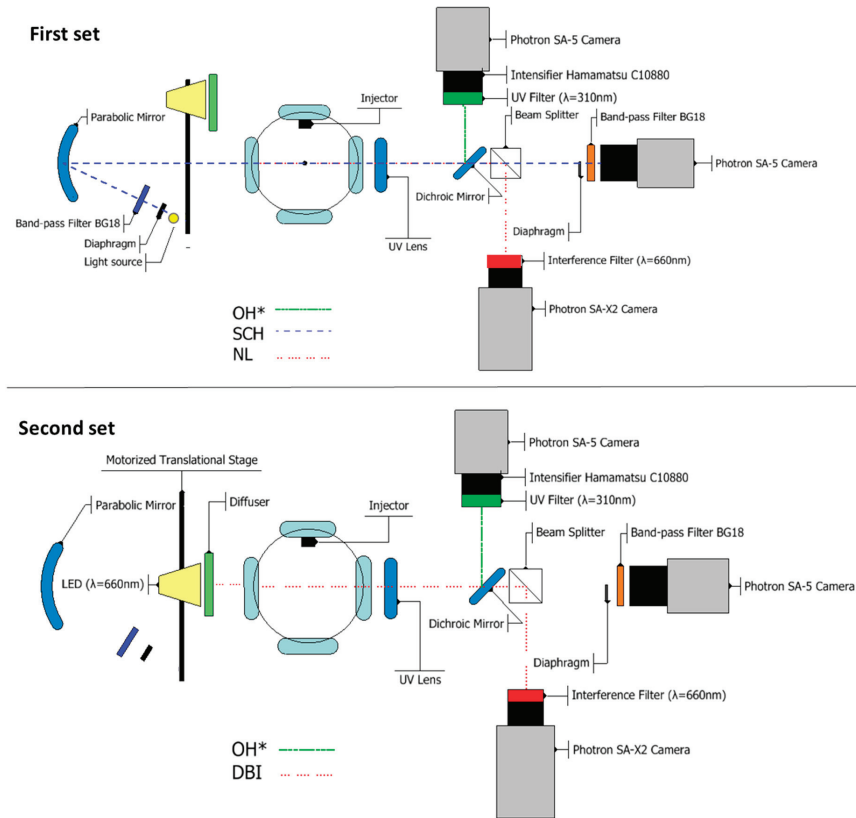 First set
Photron SA-5 Camera
Intensifier Hamamatsu C10880
UV Filter (λ=310nm)
Injector
Beam Splitter
Band-pass Filter BG18
Parabolic Mirror
Photron SA-5 Camera
Band-pass Filter BG18
Dichroic Mirror
Diaphragm
Diaphragm
UV Lens
Light source
Interference Filter (λ=660nm)
Photron SA-X2 Camera
OH*
SCH
NL
Second set
Photron SA-5 Camera
Motorized Translational Stage
Intensifier Hamamatsu C10880
Parabolic Mirror
Diffuser
Injector
UV Filter (λ=310nm)
Beam Splitter
Band-pass Filter BG18
LED (λ=660nm)
Photron SA-5 Camera
Dichroic Mirror
Diaphragm
UV Lens
Interference Filter (λ=660nm)
OH*
Photron SA-X2 Camera
DBI